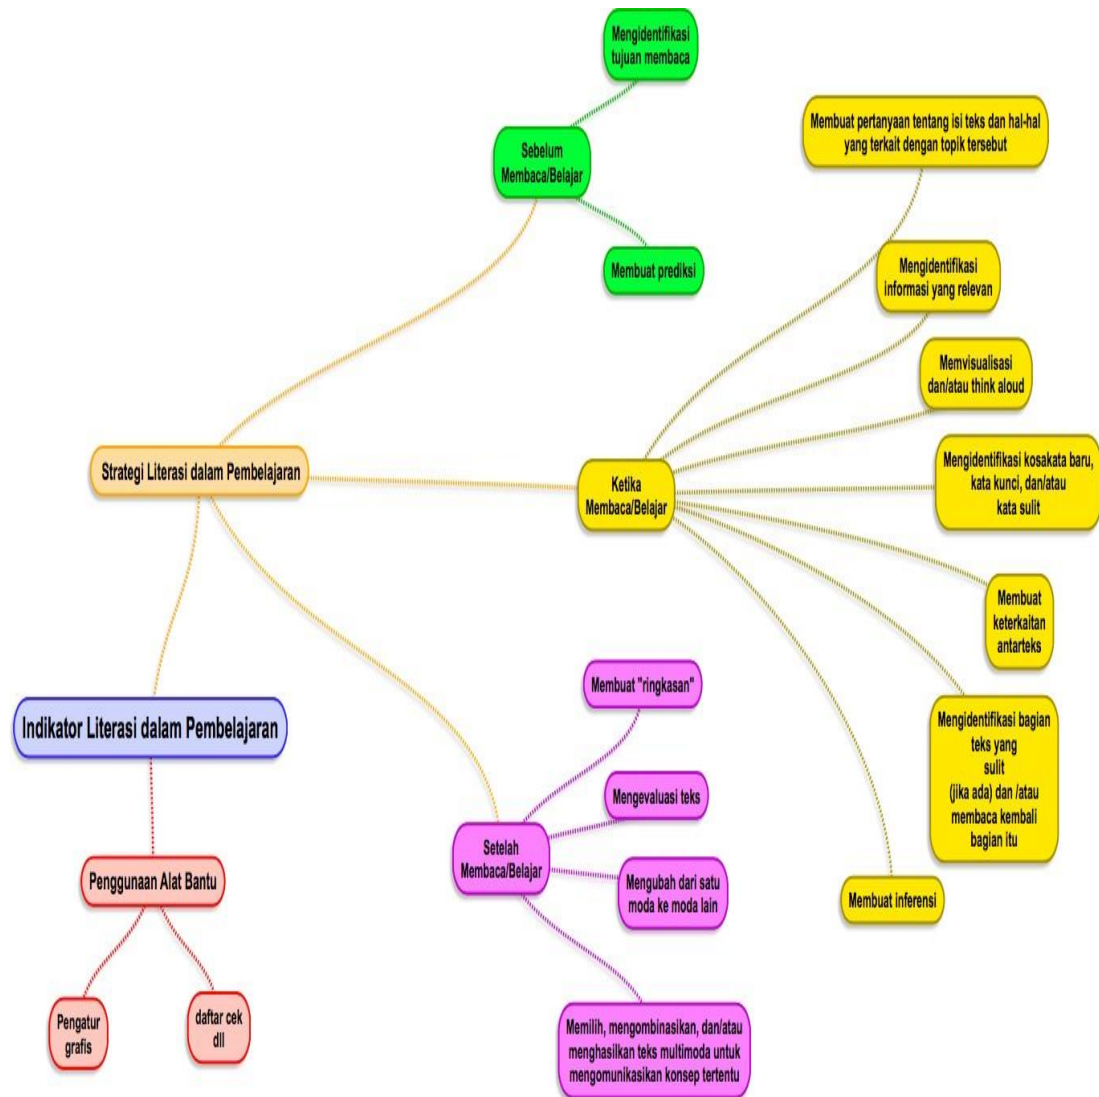 Mengidentifikasi
tujuan membaca
Sebelum
Membaca/Belajar
Membuat prediksi
Membuat pertanyaan tentang isi teks dan hal-hal
yang terkait dengan topik tersebut
Mengidentifikasi
informasi yang relevan
Memvisualisasi
dan/atau think aloud
Strategi Literasi dalam Pembelajaran
Ketika
Membaca/Belajar
Mengidentifikasi kosakata baru,
kata kunci, dan/atau
kata sulit
Membuat
keterkaitan
antarteks
Mengidentifikasi bagian
teks yang
sulit
(jika ada) dan /atau
membaca kembali
bagian itu
Membuat inferensi
Indikator Literasi dalam Pembelajaran
Penggunaan Alat Bantu
Pengatur
grafis
daftar cek
dll
Membuat "ringkasan"
Mengevaluasi teks
Setelah
Membaca/Belajar
Mengubah dari satu
moda ke moda lain
Memilih, mengombinasikan, dan/atau
menghasilkan teks multimoda untuk
mengomunikasikan konsep tertentu